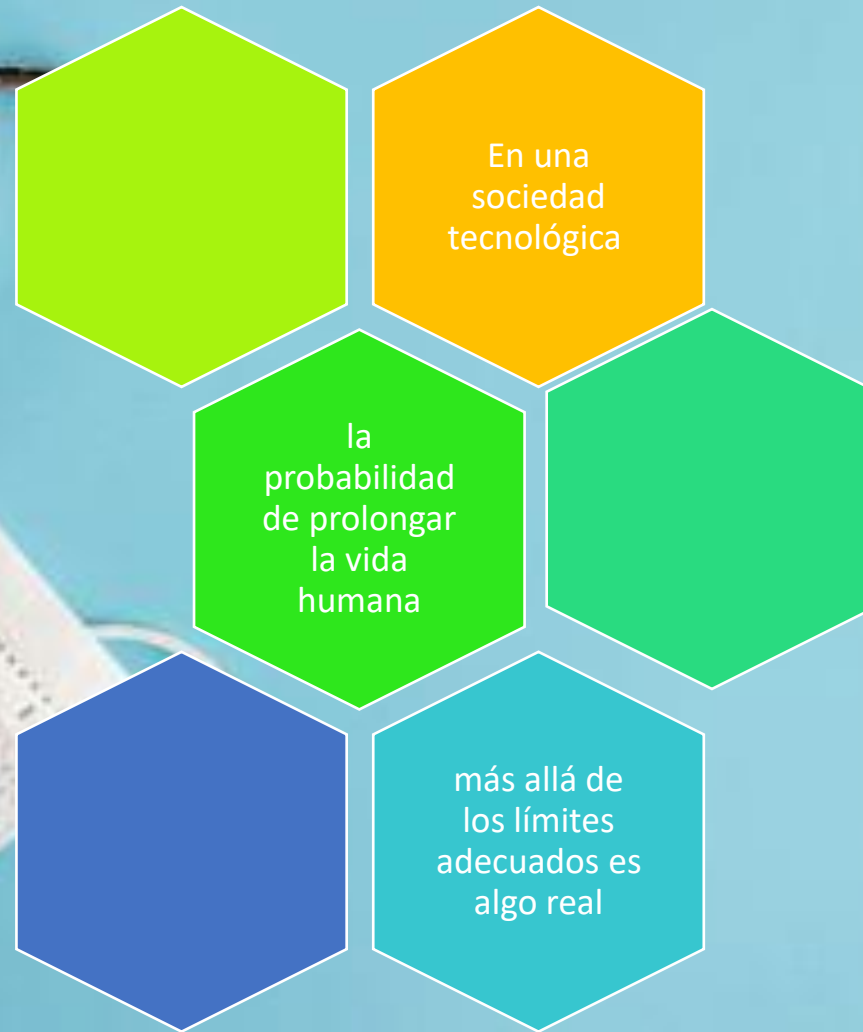 En una
sociedad
tecnológica
la
probabilidad
de prolongar
la vida
humana
más allá de
los límites
adecuados es
algo real